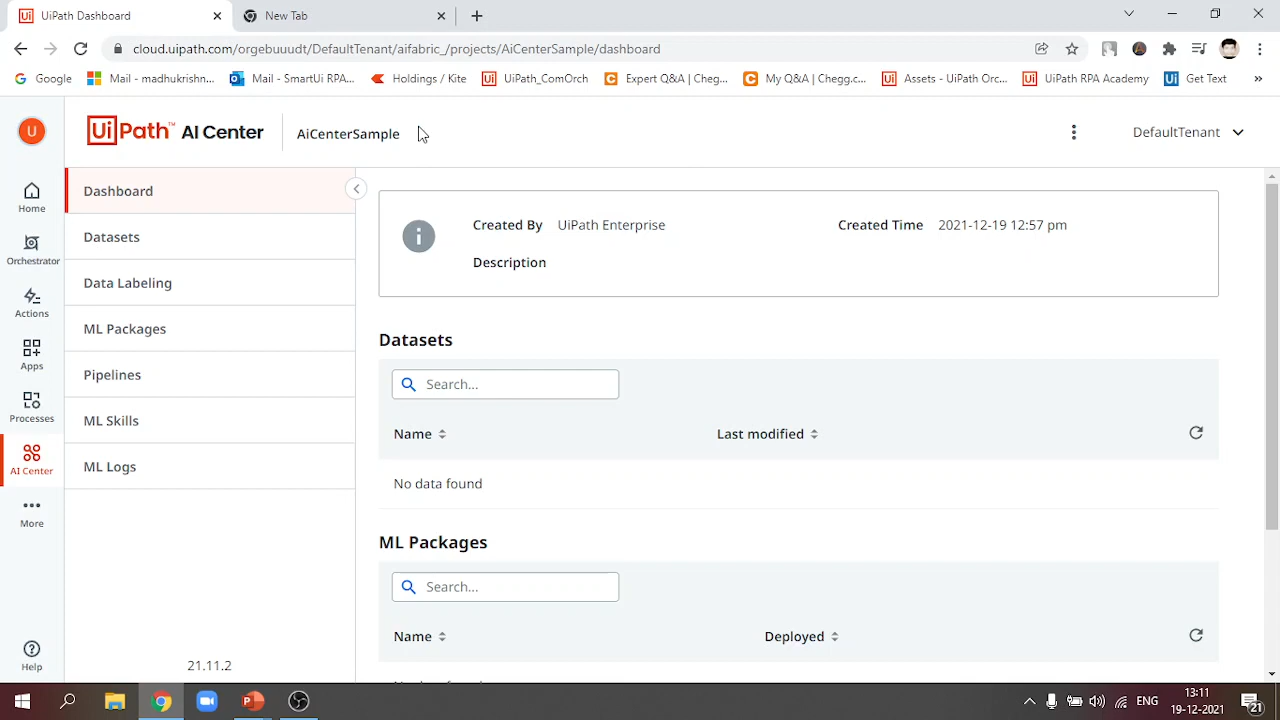 UiPath Dashboard
New Tab
cloud.uipath.com/orgebuuudt/DefaultTenant/aifabric_/projects/AiCenterSample/dashboard
Google
Mail - madhukrishn...
Mail - SmartUi RPA...
Holdings / Kite
UiPath_ComOrch
Expert Q&A | Cheg...
My Q&A | Chegg.c...
Assets - UiPath Orc...
UiPath RPA Academy
Get Text
U
UiPath™ AI Center
AiCenterSample
DefaultTenant
Home
Orchestrator
Actions
Apps
Processes
AI Center
More
Help
Dashboard
Datasets
Data Labeling
ML Packages
Pipelines
ML Skills
ML Logs
21.11.2
Created By UiPath Enterprise
Created Time 2021-12-19 12:57 pm
Description
Datasets
Search...
Name
Last modified
No data found
ML Packages
Search...
Name
Deployed
ENG
13:11
19-12-2021
21